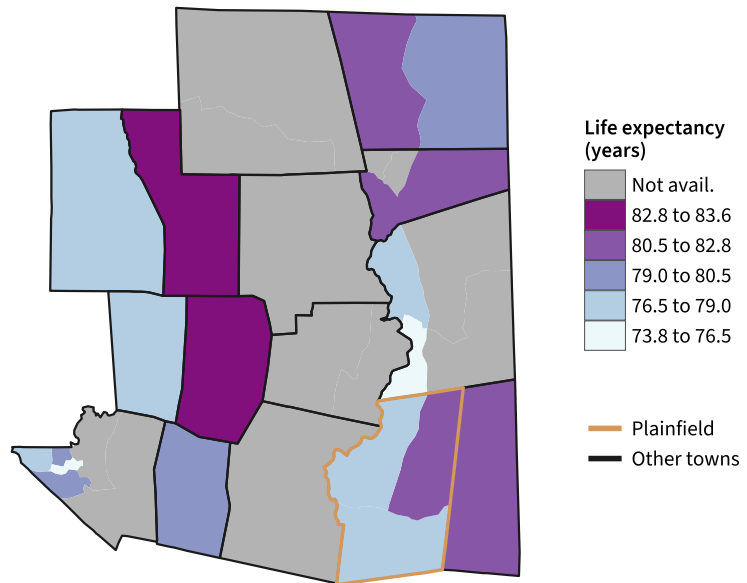 Life expectancy
(years)
Not avail.
82.8 to 83.6
80.5 to 82.8
79.0 to 80.5
76.5 to 79.0
73.8 to 76.5
Plainfield
Other towns